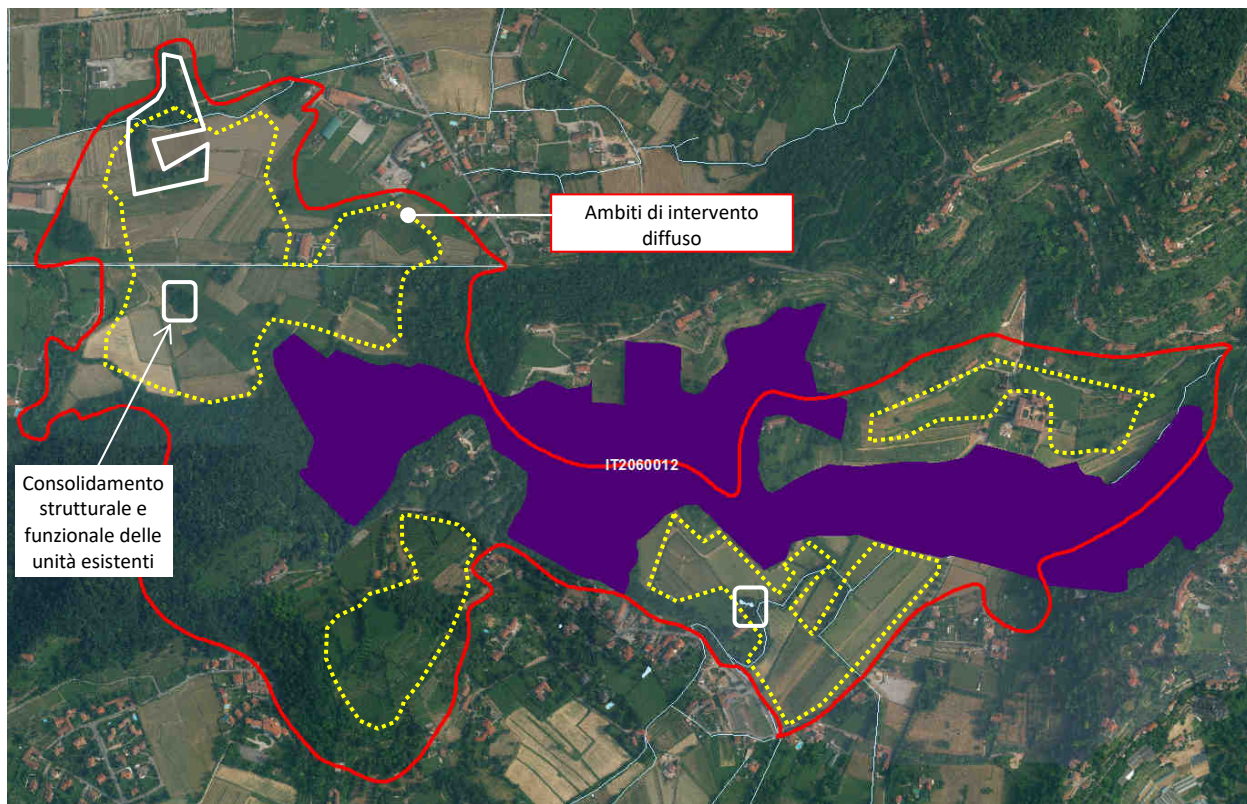 Ambiti di intervento
diffuso
IT2060012
Consolidamento
strutturale e
funzionale delle
unità esistenti